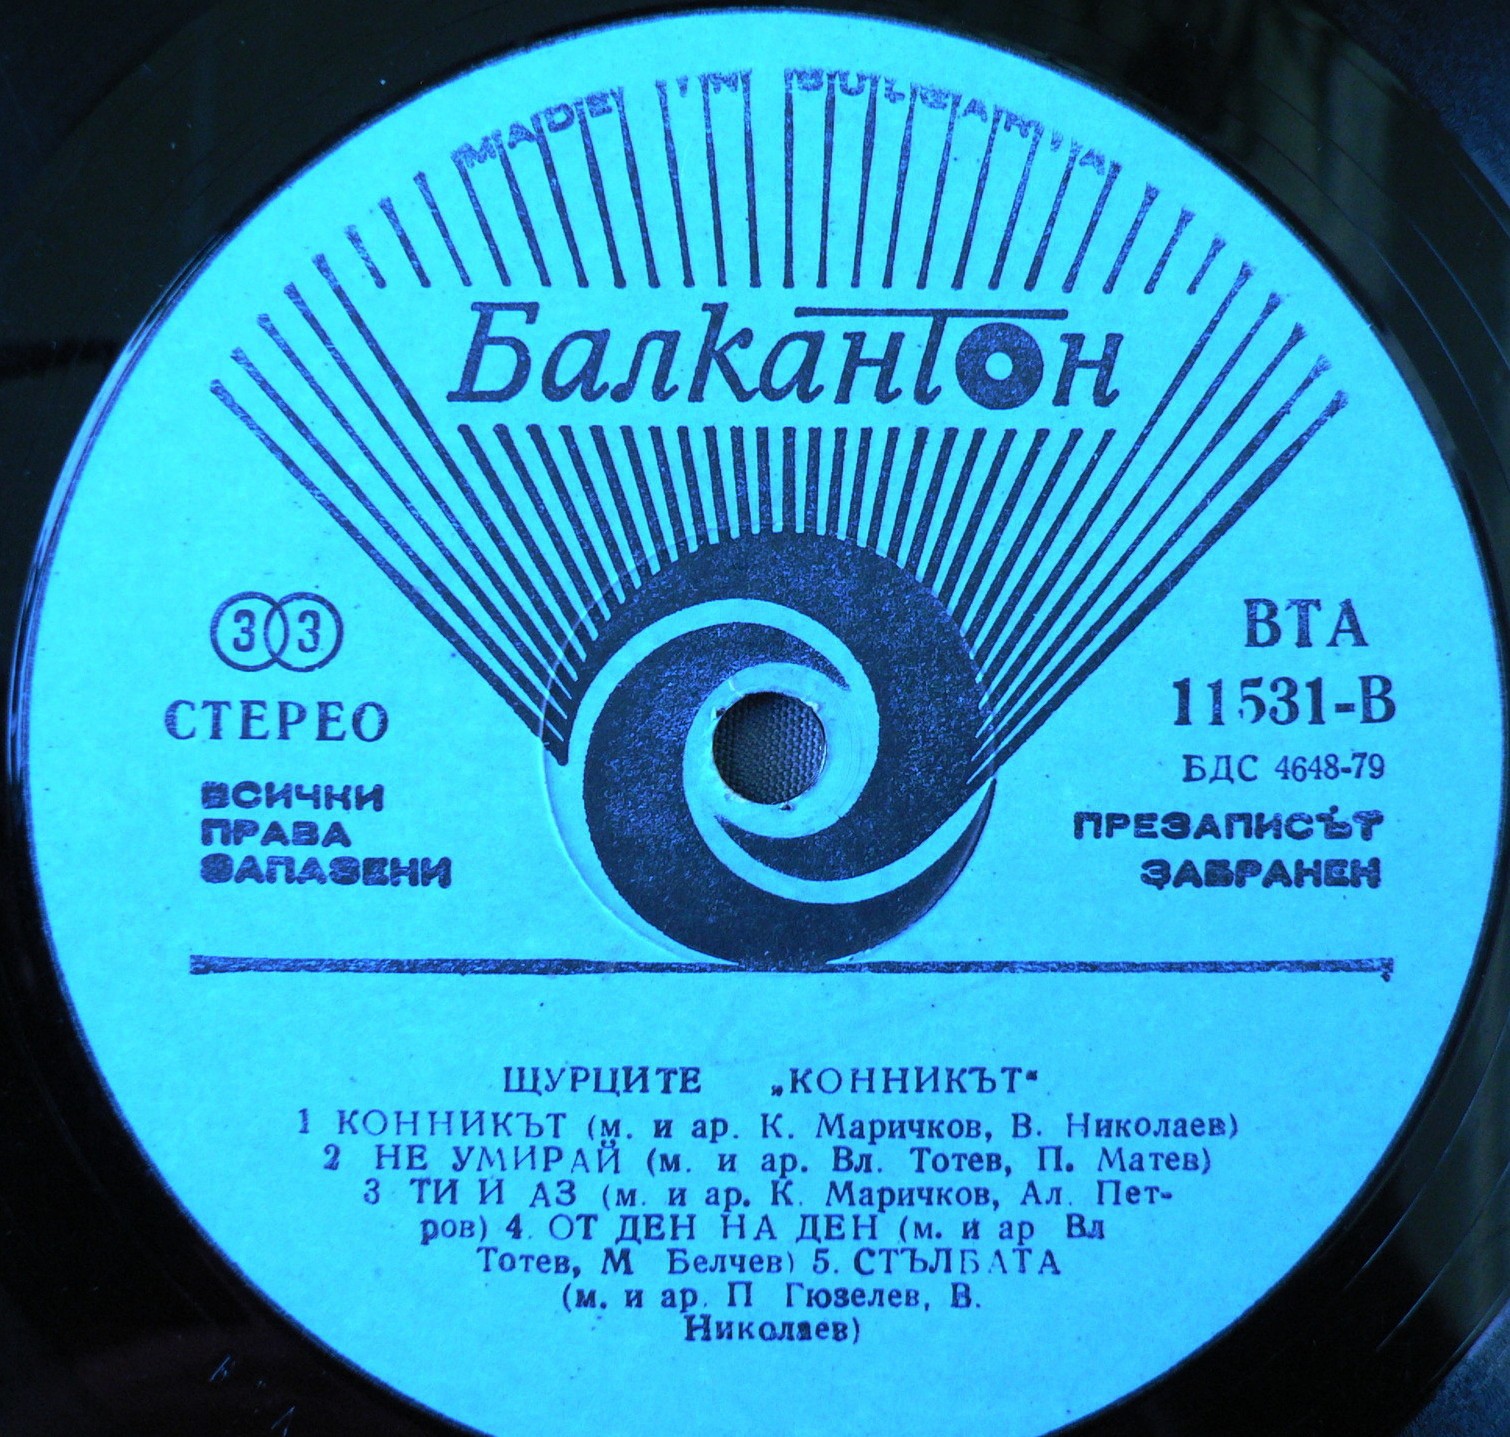 MADE IN BULGARIA
Балкантон
33
СТЕРЕО
ВСИЧКИ
ПРАВА
ЗАПАЗЕНИ
ВТА
11531-В
БДС 4648-79
ПРЕЗАПИСЪТ
ЗАБРАНЕН
ЩУРЦИТЕ „КОННИКЪТ“
1 КОННИКЪТ (м. и ар. К. Маричков, В. Николаев)
2 НЕ УМИРАЙ (м. и ар. Вл. Тотев, П. Матев)
3 ТИ И АЗ (м. и ар. К. Маричков, Ал. Пет-
ров) 4. ОТ ДЕН НА ДЕН (м. и ар Вл
Тотев, М Белчев) 5. СТЪЛБАТА
(м. и ар. П Гюзелев, В.
Николаев)